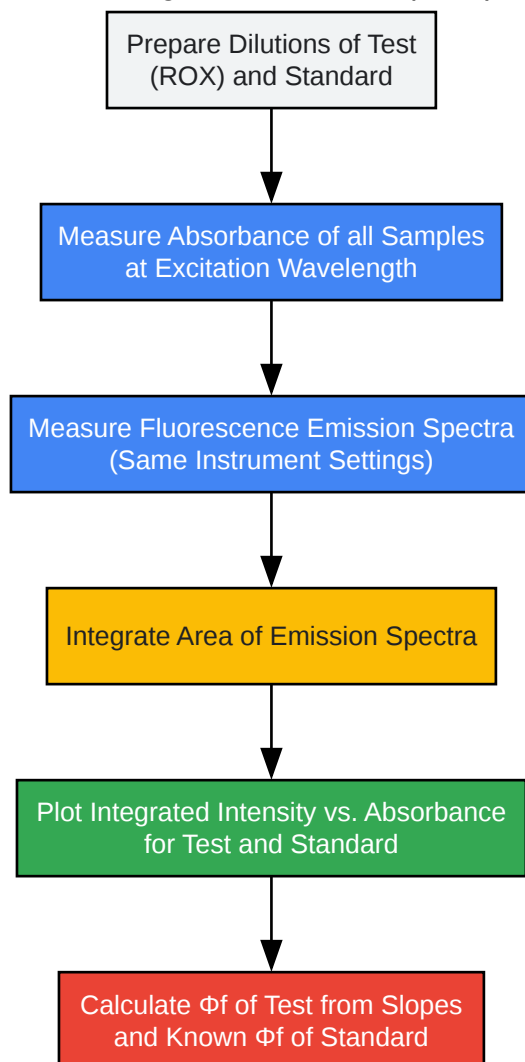 Prepare Dilutions of Test
(ROX) and Standard
Measure Absorbance of all Samples
at Excitation Wavelength
Measure Fluorescence Emission Spectra
(Same Instrument Settings)
Integrate Area of Emission Spectra
Plot Integrated Intensity vs. Absorbance
for Test and Standard
Calculate Φf of Test from Slopes
and Known Φf of Standard